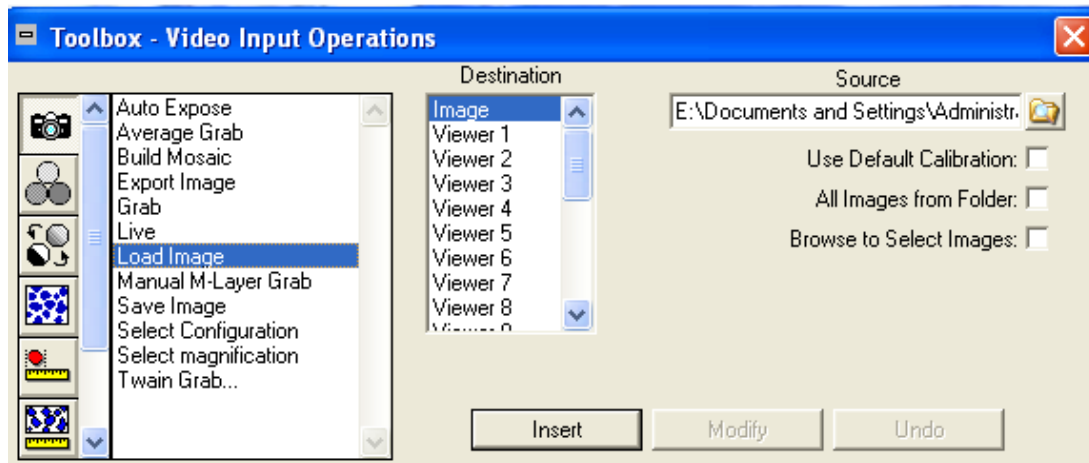 Toolbox - Video Input Operations
Destination
Source
Auto Expose
Average Grab
Build Mosaic
Export Image
Grab
Live
Load Image
Manual M-Layer Grab
Save Image
Select Configuration
Select magnification
Twain Grab...
Image
Viewer 1
Viewer 2
Viewer 3
Viewer 4
Viewer 5
Viewer 6
Viewer 7
Viewer 8
E:\Documents and Settings\Administr
Use Default Calibration:
All Images from Folder:
Browse to Select Images:
Insert
Modify
Undo